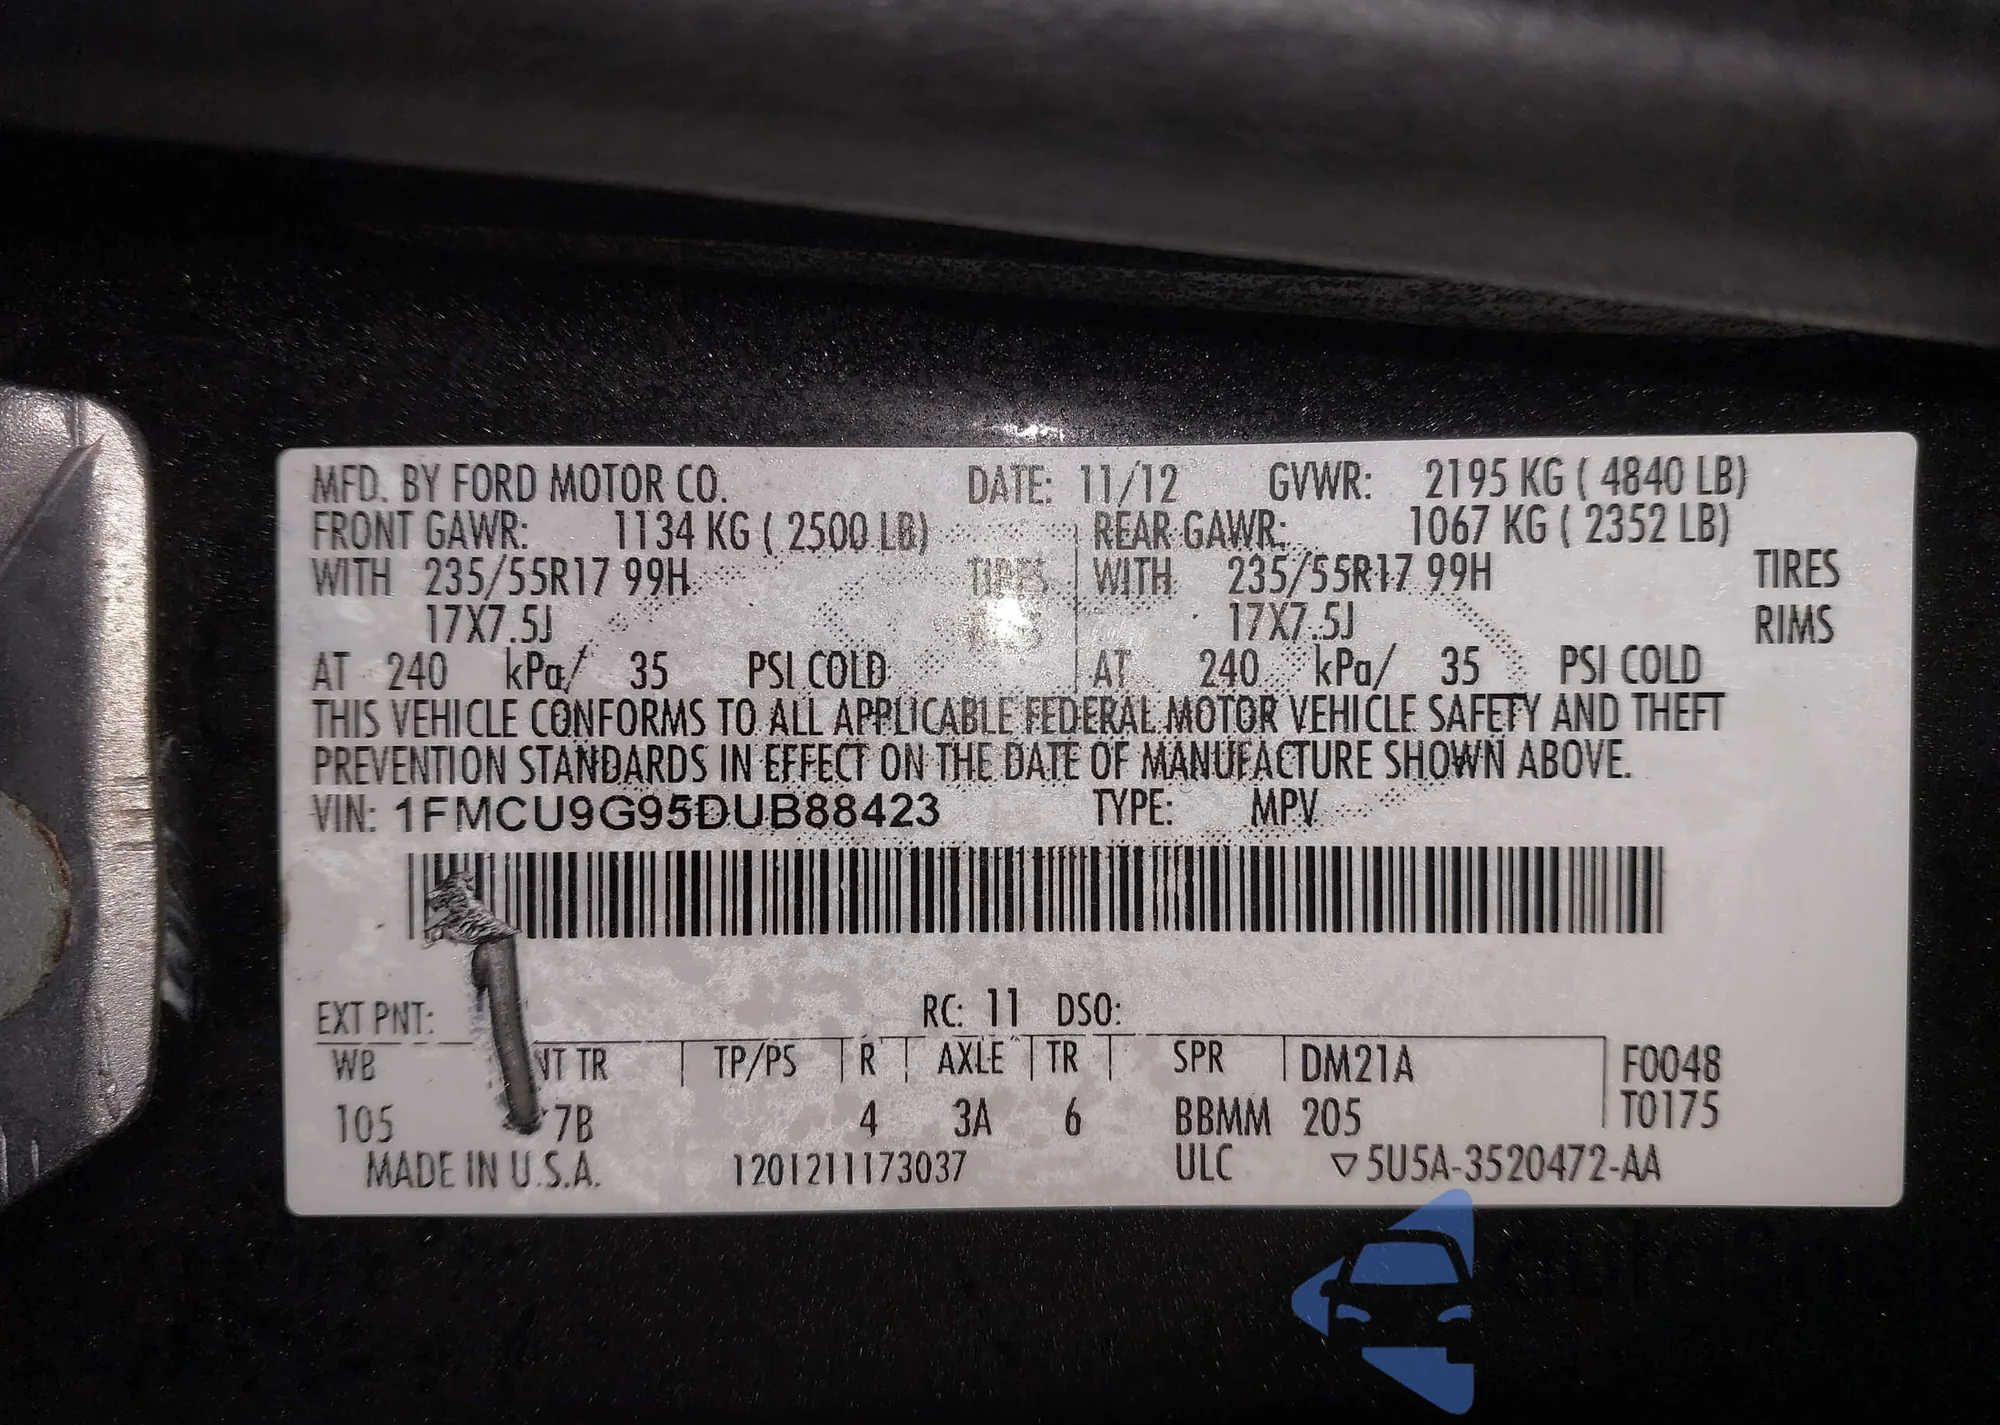 MFD. BY FORD MOTOR CO. DATE: 11/12 GVWR: 2195 KG ( 4840 LB)
FRONT GAWR: 1134 KG ( 2500 LB) REAR GAWR: 1067 KG ( 2352 LB)
WITH 235/55R17 99H TIRES WITH 235/55R17 99H TIRES
17X7.5J 17X7.5J RIMS
AT 240 kPa/ 35 PSI COLD AT 240 kPa/ 35 PSI COLD
THIS VEHICLE CONFORMS TO ALL APPLICABLE FEDERAL MOTOR VEHICLE SAFETY AND THEFT
PREVENTION STANDARDS IN EFFECT ON THE DATE OF MANUFACTURE SHOWN ABOVE.
VIN: 1FMCU9G95DUB88423 TYPE: MPV
EXT PNT: RC: 11 DSO:
WB TR TP/PS R AXLE TR SPR DM21A F0048
105 7B 4 3A 6 BBMM 205 T0175
MADE IN U.S.A. 1201211173037 ULC ▽5U5A-3520472-AA